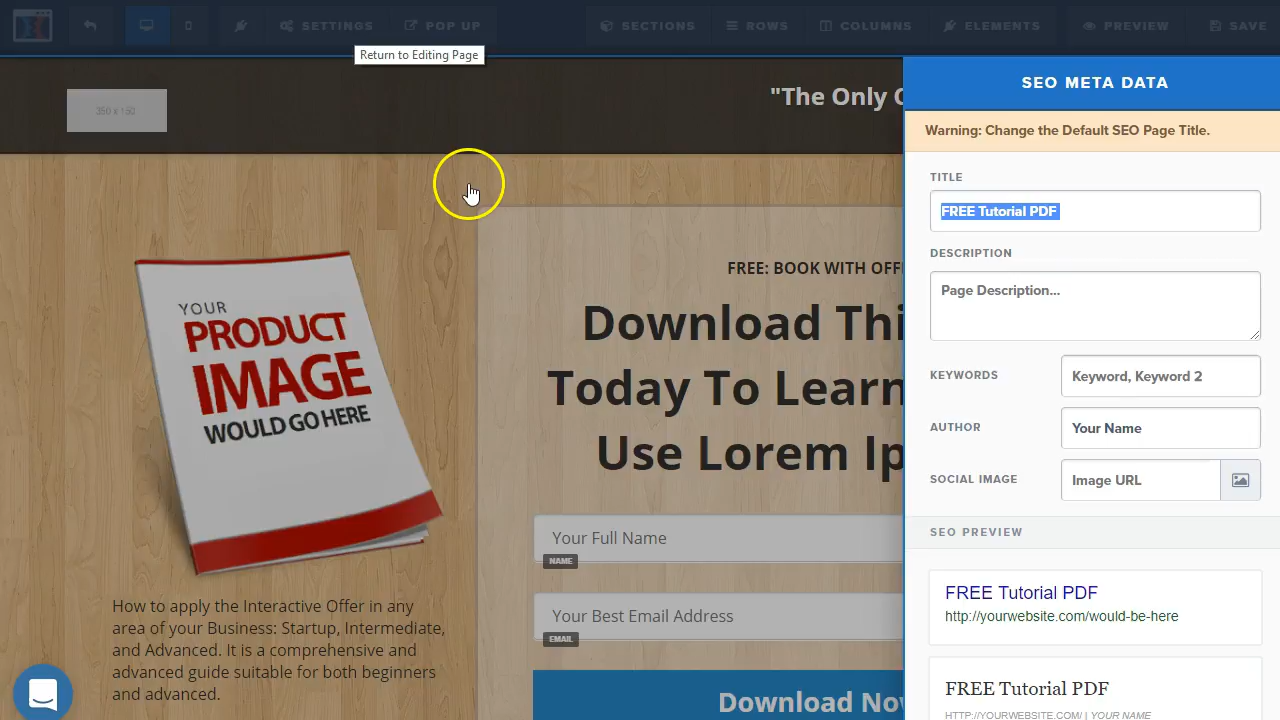 SETTINGS
POP UP
SECTIONS
ROWS
COLUMNS
ELEMENTS
PREVIEW
SAVE
Return to Editing Page
350 x 150
"The Only O
SEO META DATA
Warning: Change the Default SEO Page Title.
TITLE
FREE Tutorial PDF
DESCRIPTION
Page Description...
KEYWORDS
Keyword, Keyword 2
AUTHOR
Your Name
SOCIAL IMAGE
Image URL
SEO PREVIEW
FREE Tutorial PDF
http://yourwebsite.com/would-be-here
FREE Tutorial PDF
HTTP://YOURWEBSITE.COM/ | YOUR NAME
YOUR
PRODUCT
IMAGE
WOULD GO HERE
How to apply the Interactive Offer in any
area of your Business: Startup, Intermediate,
and Advanced. It is a comprehensive and
advanced guide suitable for both beginners
and advanced.
FREE: BOOK WITH OFF
Download Thi
Today To Learn
Use Lorem Ip
Your Full Name
NAME
Your Best Email Address
EMAIL
Download Nov